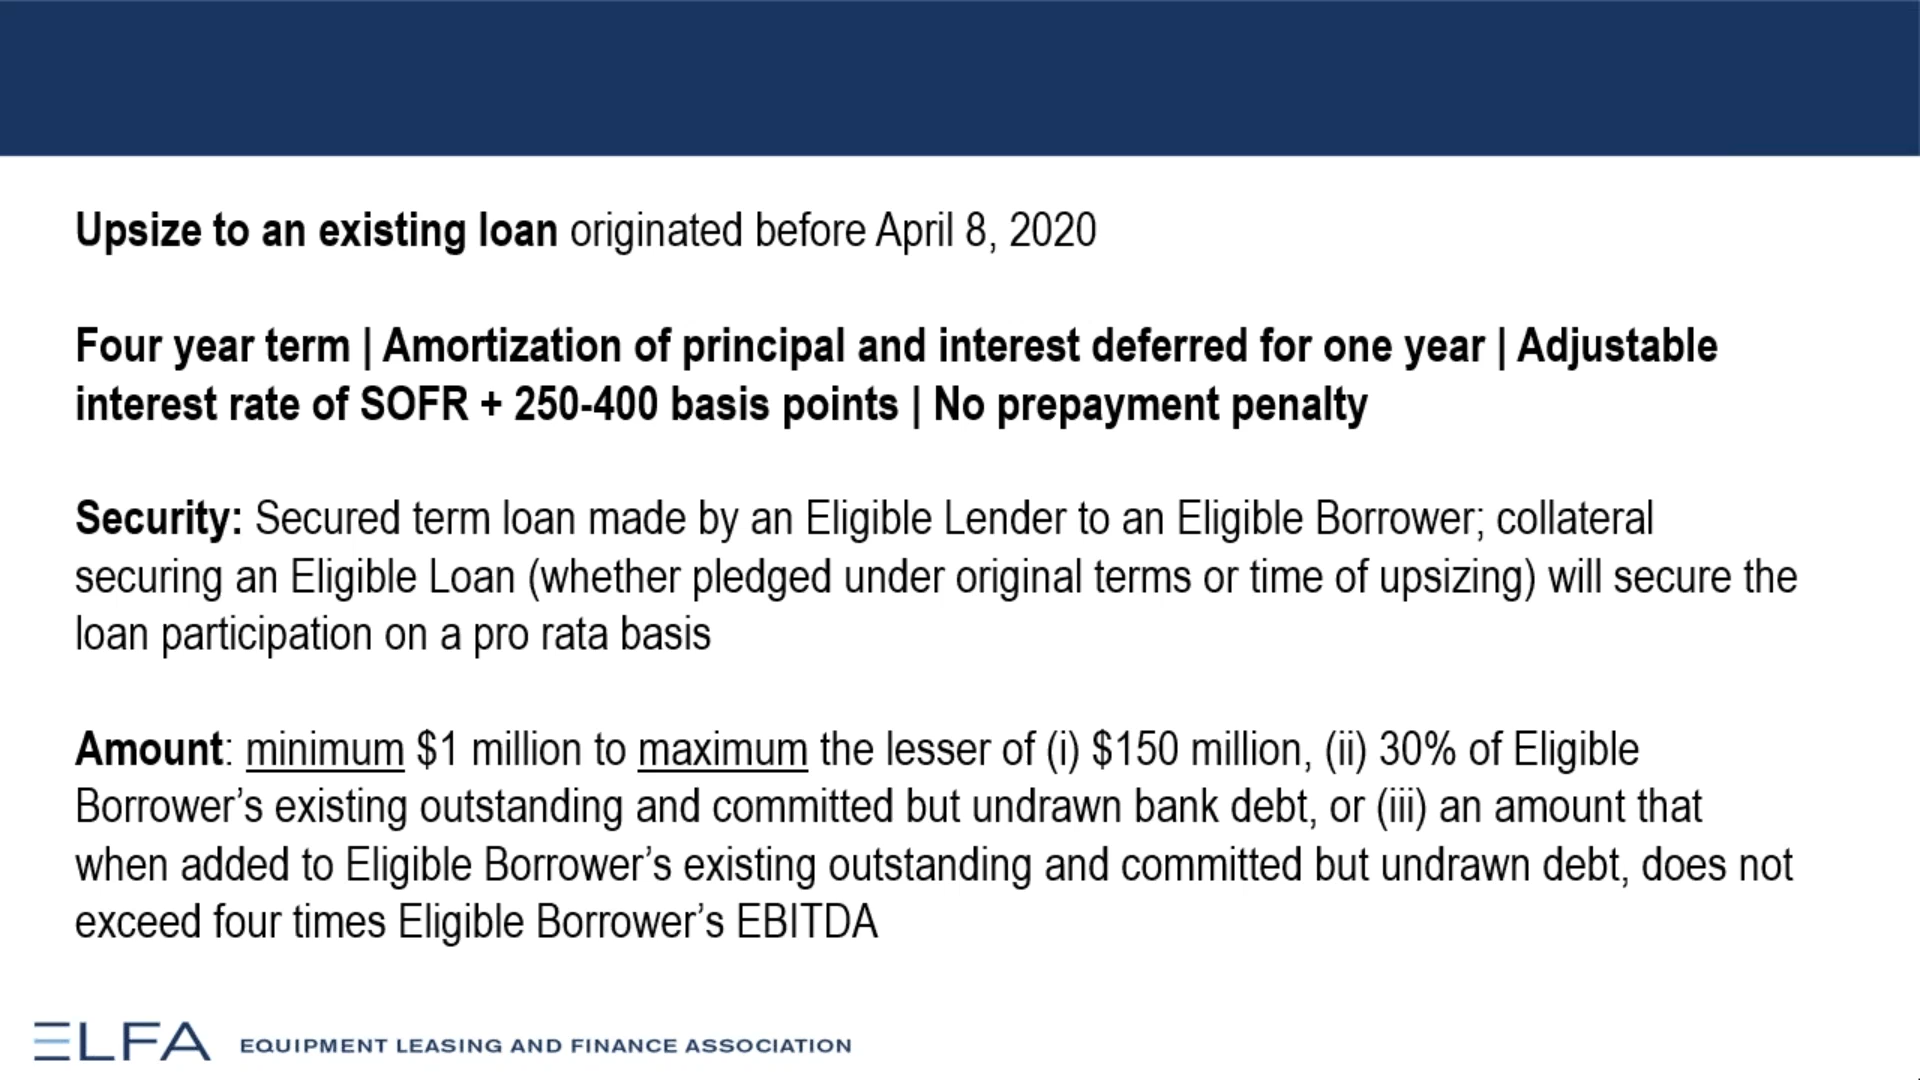 Upsize to an existing loan originated before April 8, 2020
Four year term | Amortization of principal and interest deferred for one year | Adjustable
interest rate of SOFR + 250-400 basis points | No prepayment penalty
Security: Secured term loan made by an Eligible Lender to an Eligible Borrower; collateral
securing an Eligible Loan (whether pledged under original terms or time of upsizing) will secure the
loan participation on a pro rata basis
Amount: minimum $1 million to maximum the lesser of (i) $150 million, (ii) 30% of Eligible
Borrower’s existing outstanding and committed but undrawn bank debt, or (iii) an amount that
when added to Eligible Borrower’s existing outstanding and committed but undrawn debt, does not
exceed four times Eligible Borrower’s EBITDA
ELFA EQUIPMENT LEASING AND FINANCE ASSOCIATION